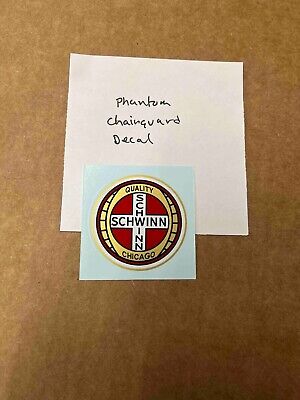 Phantom
Chainguard
Decal
QUALITY
SCHWINN
SCHWINN
CHICAGO